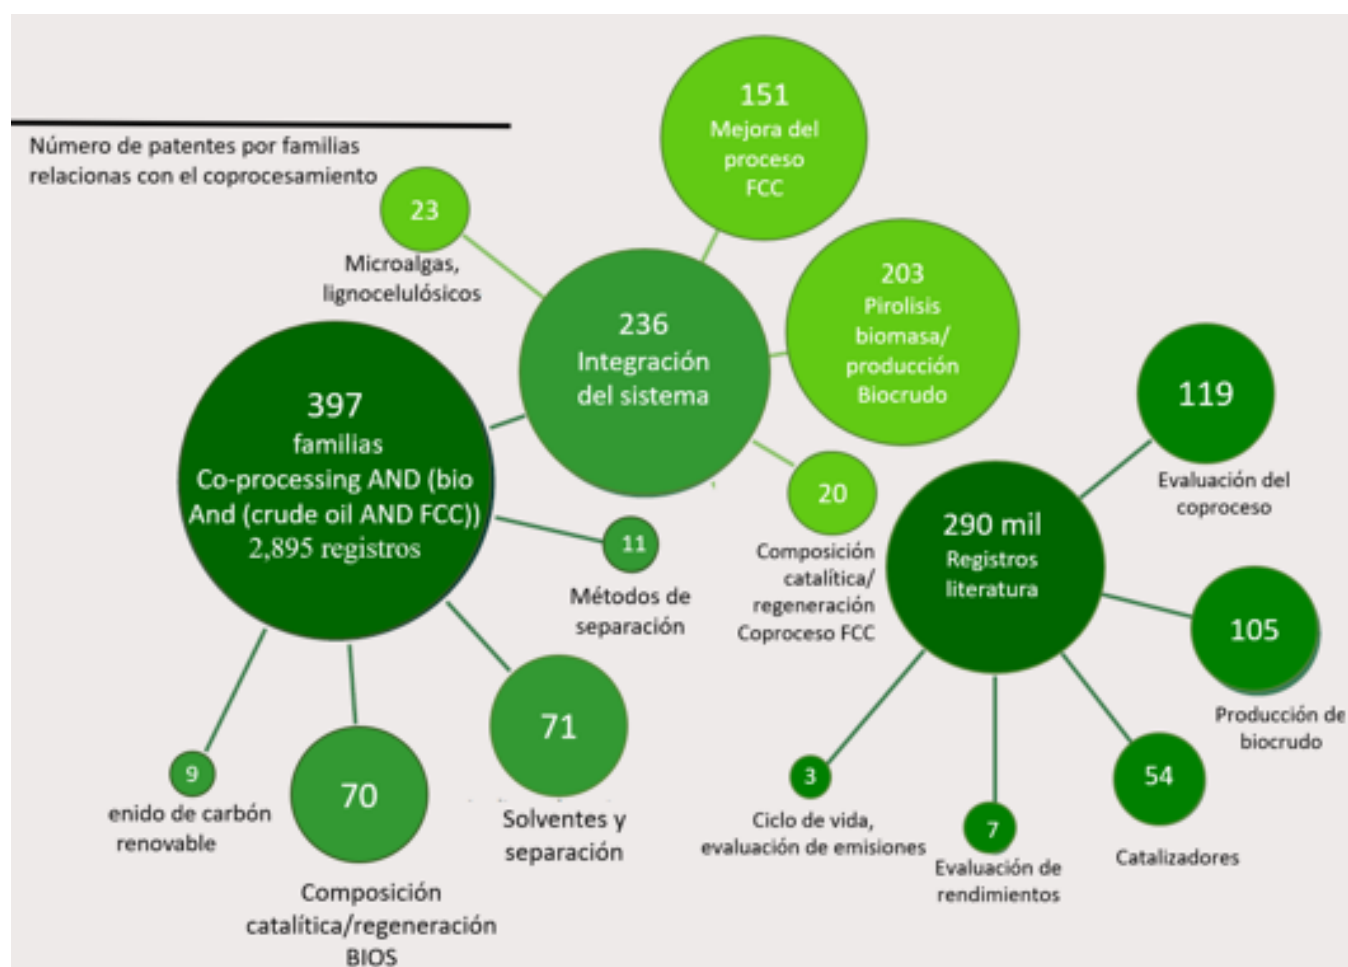 Número de patentes por familias
relacionas con el coprocesamiento
23
Microalgas,
lignocelulósicos
151
Mejora del
proceso
FCC
236
Integración
del sistema
203
Pirolisis
biomasa/
producción
Biocrudo
20
Composición
catalítica/
regeneración
Coproceso FCC
397
familias
Co-processing AND (bio
And (crude oil AND FCC))
2,895 registros
11
Métodos de
separación
71
Solventes y
separación
70
Composición
catalítica/regeneración
BIOS
9
enido de carbón
renovable
290 mil
Registros
literatura
119
Evaluación del
coproceso
105
Producción de
biocrudo
54
Catalizadores
7
Evaluación de
rendimientos
3
Ciclo de vida,
evaluación de emisiones